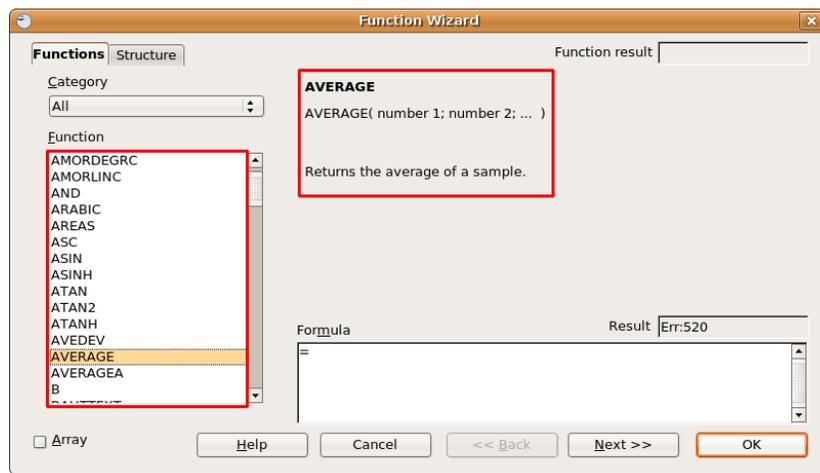 Function Wizard
Functions Structure
Function result
Category
All
Function
AMORDEGRC
AMORLINC
AND
ARABIC
AREAS
ASC
ASIN
ASINH
ATAN
ATAN2
ATANH
AVEDEV
AVERAGE
AVERAGEA
B
AVERAGE
AVERAGE( number 1; number 2; ... )
Returns the average of a sample.
Formula
Result Err:520
=
Array
Help Cancel << Back Next >> OK